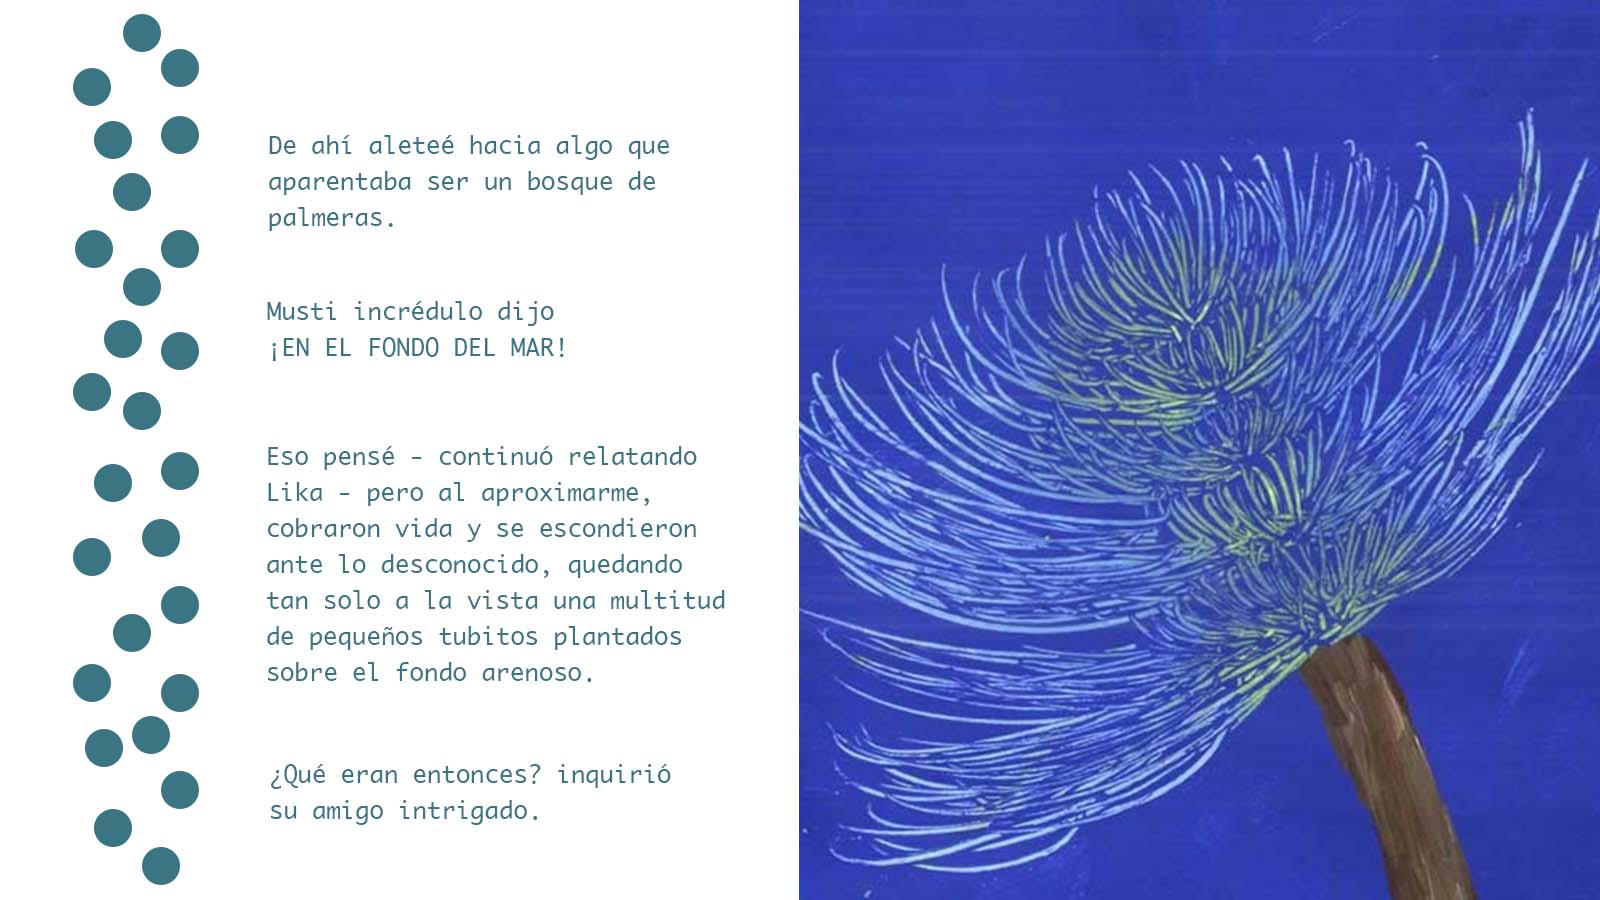 De ahí aleteé hacia algo que
aparentaba ser un bosque de
palmeras.
Musti incrédulo dijo
¡EN EL FONDO DEL MAR!
Eso pensé - continuó relatando
Lika - pero al aproximarme,
cobraron vida y se escondieron
ante lo desconocido, quedando
tan solo a la vista una multitud
de pequeños tubitos plantados
sobre el fondo arenoso.
¿Qué eran entonces? inquirió
su amigo intrigado.